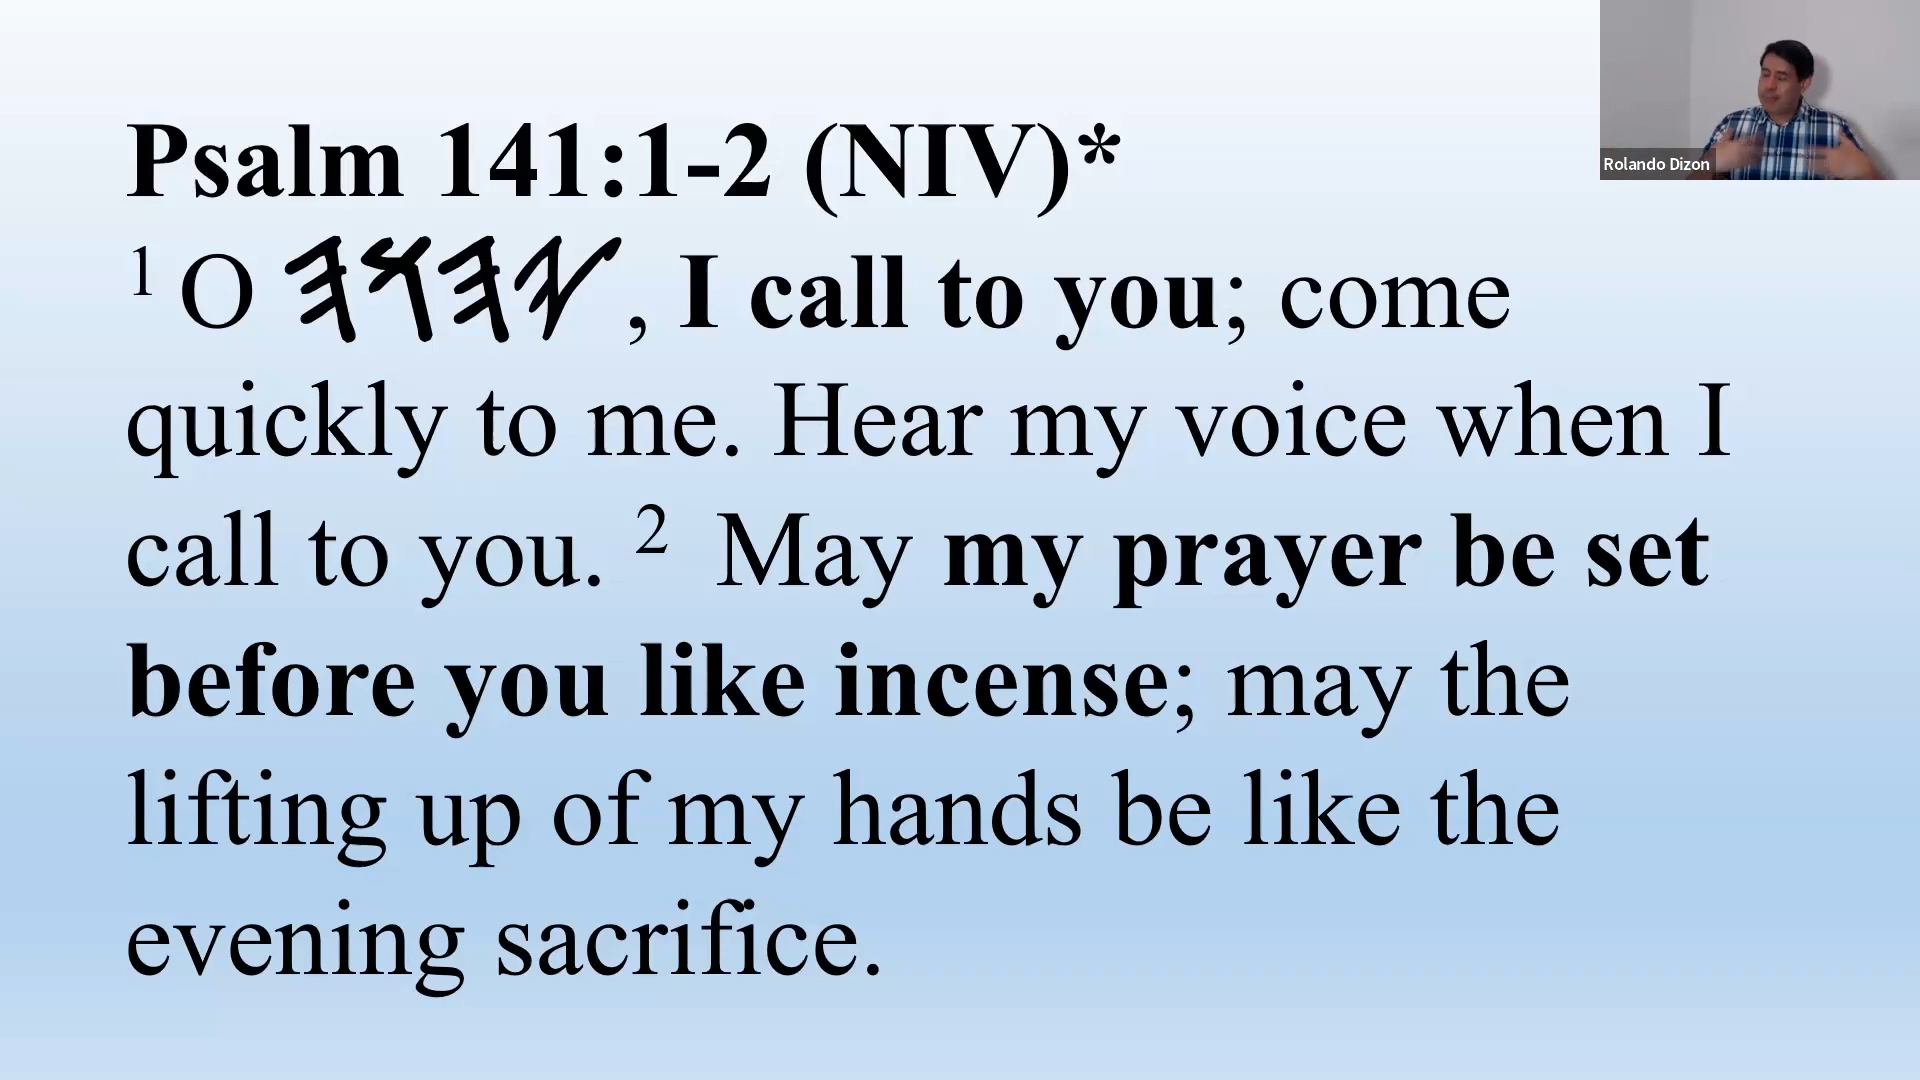 Rolando Dizon
Psalm 141:1-2 (NIV)*
1 O 𐤉𐤄𐤅𐤄, I call to you; come
quickly to me. Hear my voice when I
call to you. 2 May my prayer be set
before you like incense; may the
lifting up of my hands be like the
evening sacrifice.